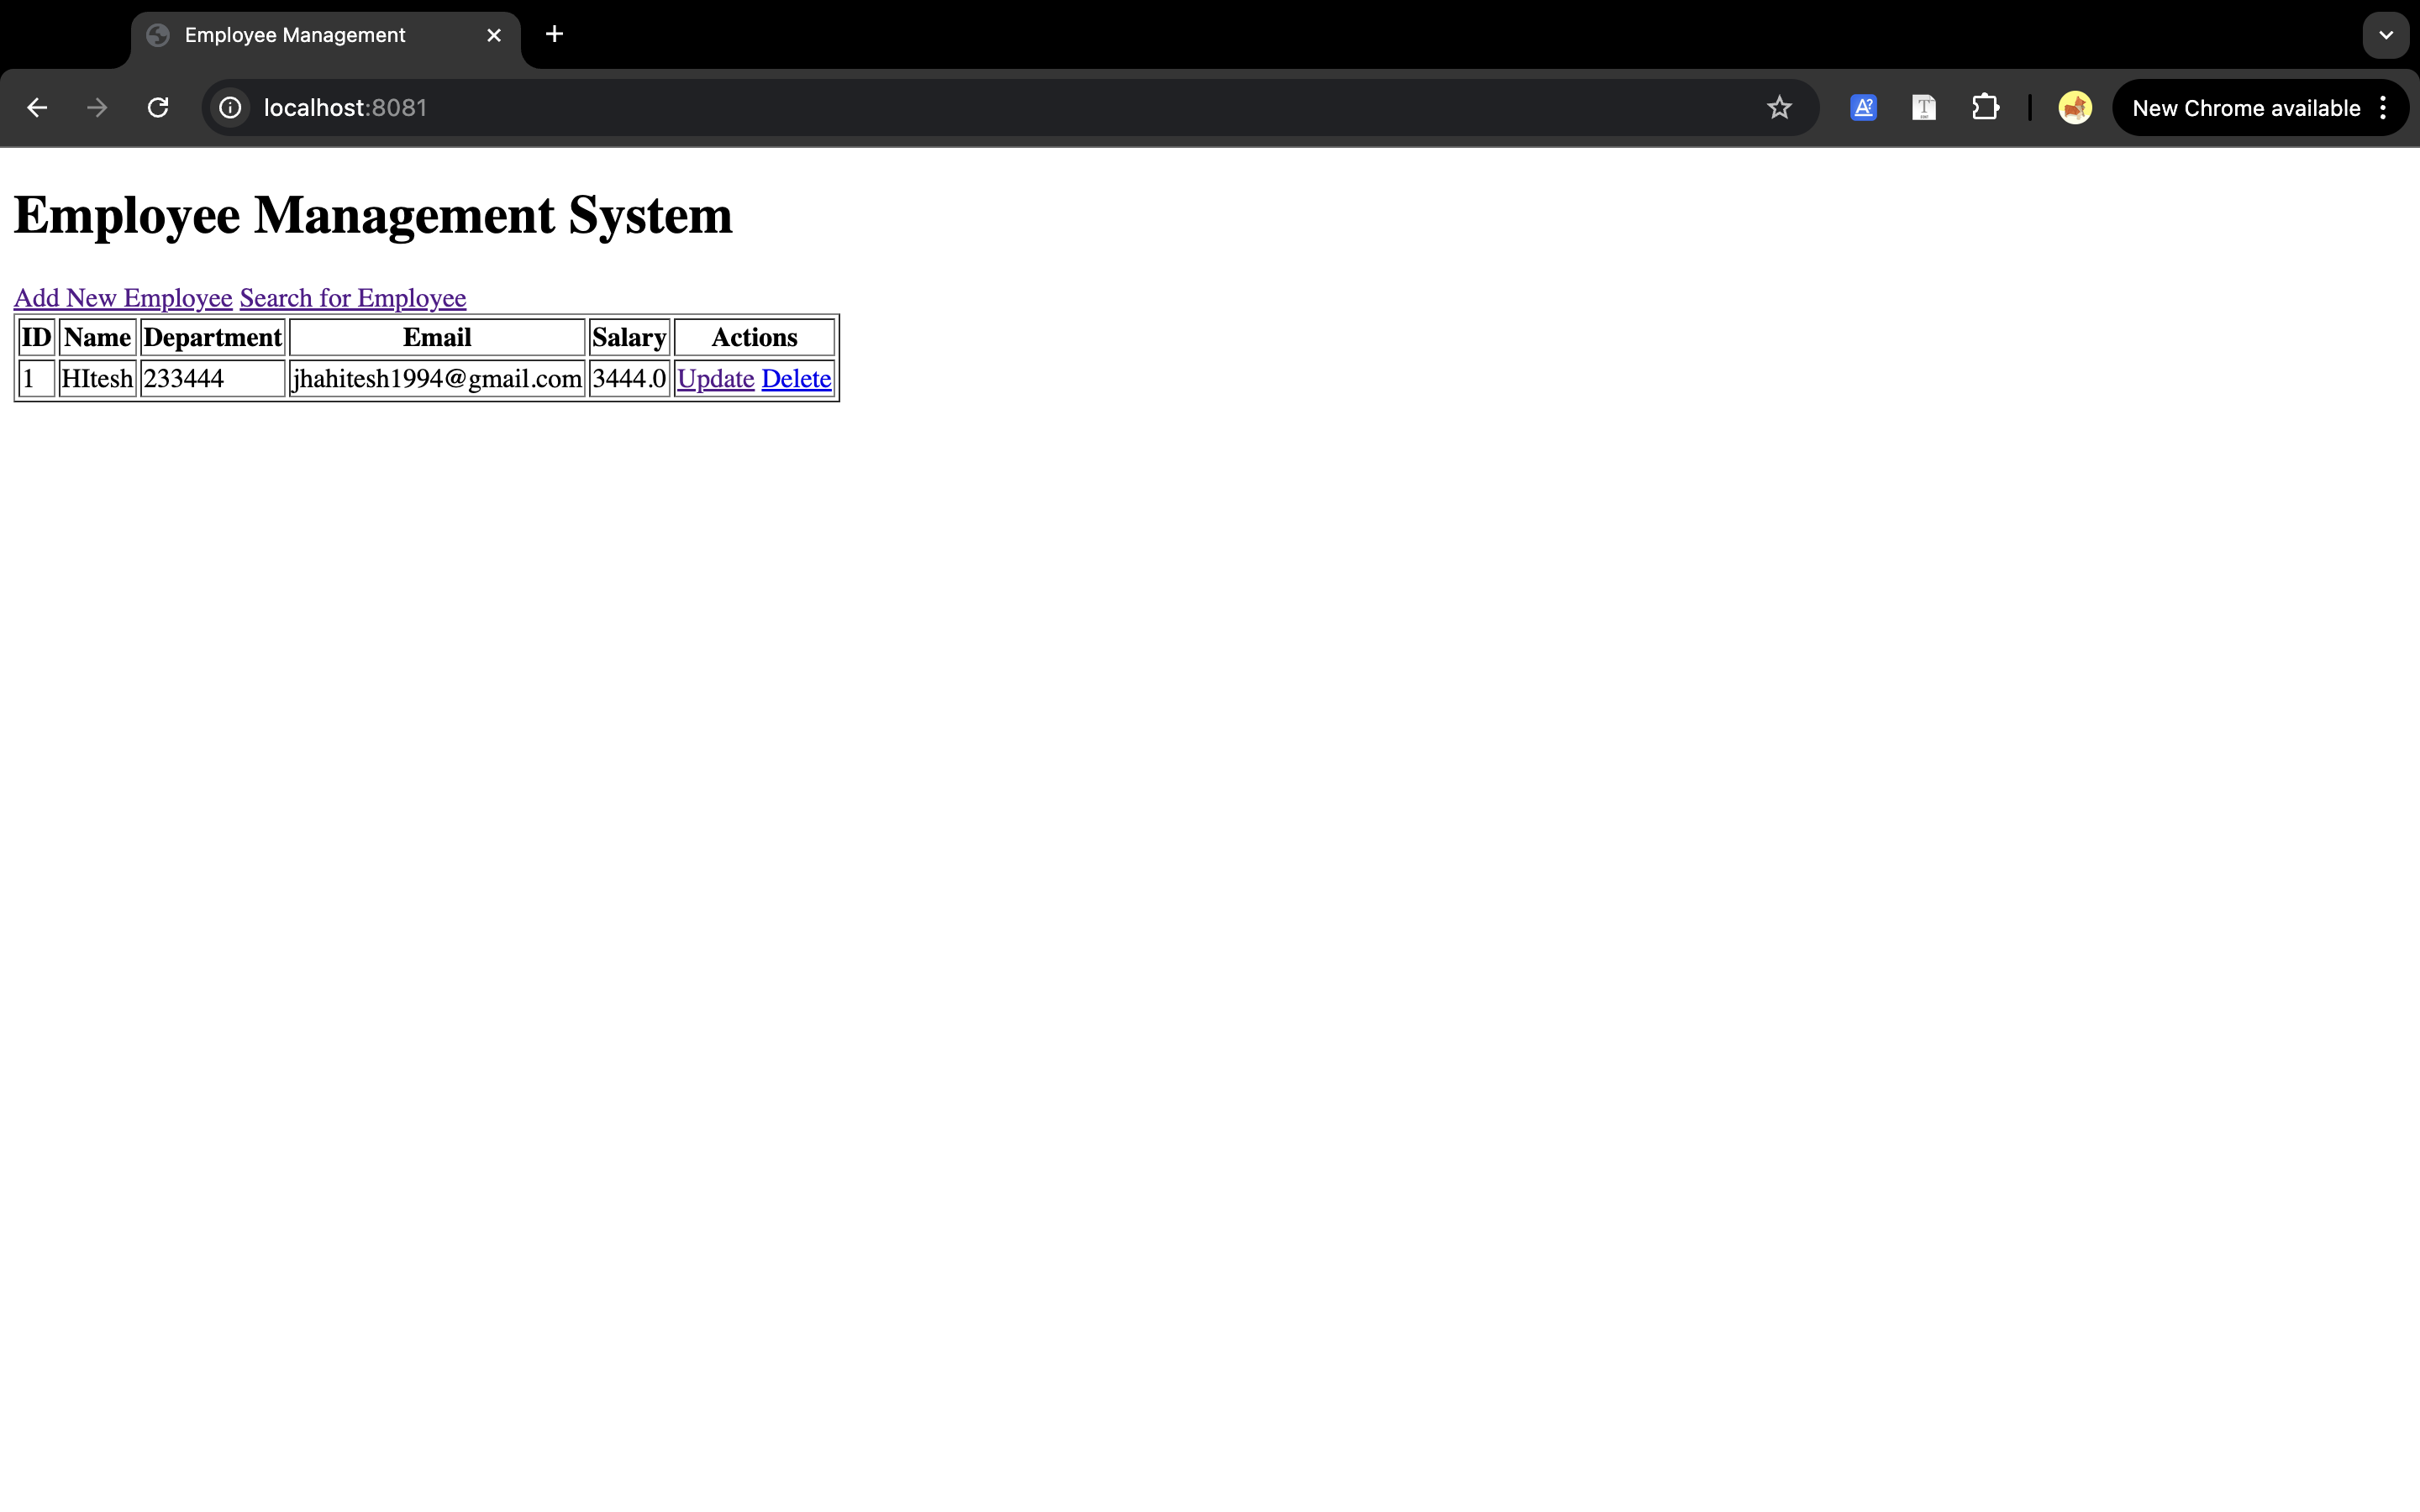 Employee Management
localhost:8081
New Chrome available
Employee Management System
Add New Employee Search for Employee
ID Name Department Email Salary Actions
1 HItesh 233444 jhahitesh1994@gmail.com 3444.0 Update Delete